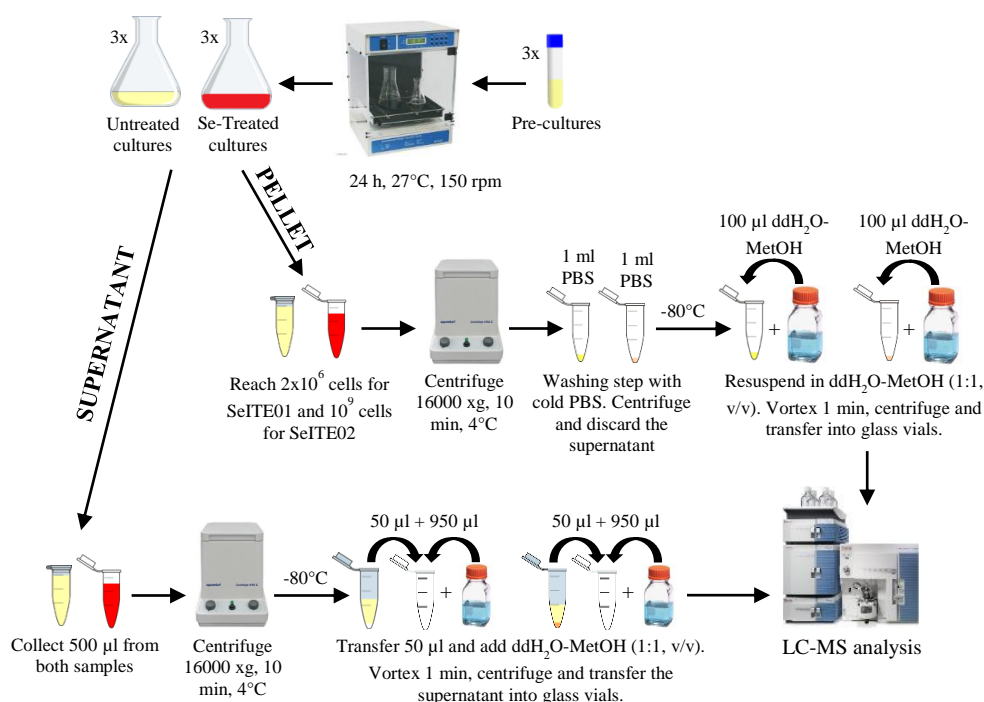 3x
3x
3x
Untreated
cultures
Se-Treated
cultures
Pre-cultures
24 h, 27°C, 150 rpm
PELLET
SUPERNATANT
100 µl ddH2O-
MetOH
100 µl ddH2O-
MetOH
1 ml
PBS
1 ml
PBS
-80°C
+
+
Reach 2x10⁶ cells for
SeITE01 and 10⁹ cells
for SeITE02
Centrifuge
16000 xg, 10
min, 4°C
Washing step with
cold PBS. Centrifuge
and discard the
supernatant
Resuspend in ddH2O-MetOH (1:1,
v/v). Vortex 1 min, centrifuge and
transfer into glass vials.
50 µl + 950 µl
50 µl + 950 µl
-80°C
+
+
Collect 500 µl from
both samples
Centrifuge
16000 xg, 10
min, 4°C
Transfer 50 µl and add ddH2O-MetOH (1:1, v/v).
Vortex 1 min, centrifuge and transfer the
supernatant into glass vials.
LC-MS analysis